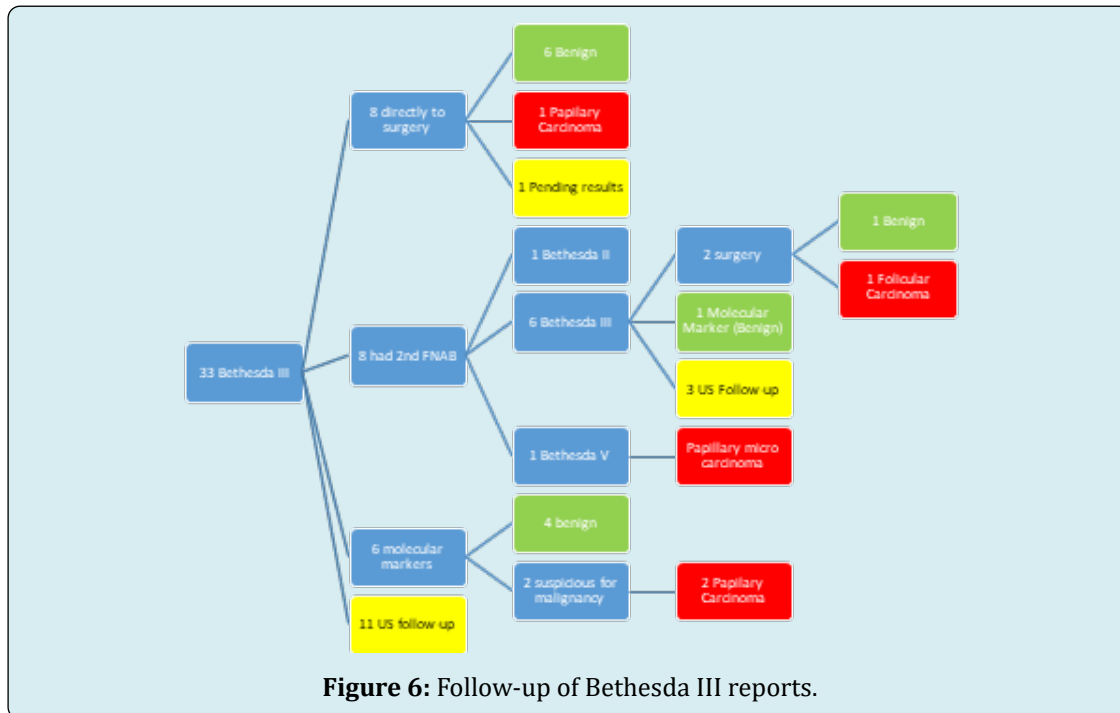 33 Bethesda III
8 directly to
surgery
6 Benign
1 Papilary
Carcinoma
1 Pending results
8 had 2nd FNAB
1 Bethesda II
6 Bethesda III
2 surgery
1 Benign
1 Folicular
Carcinoma
1 Molecular
Marker (Benign)
3 US Follow-up
1 Bethesda V
Papillary micro
carcinoma
6 molecular
markers
4 benign
2 suspicious for
malignancy
2 Papilary
Carcinoma
11 US follow up
Figure 6: Follow-up of Bethesda III reports.